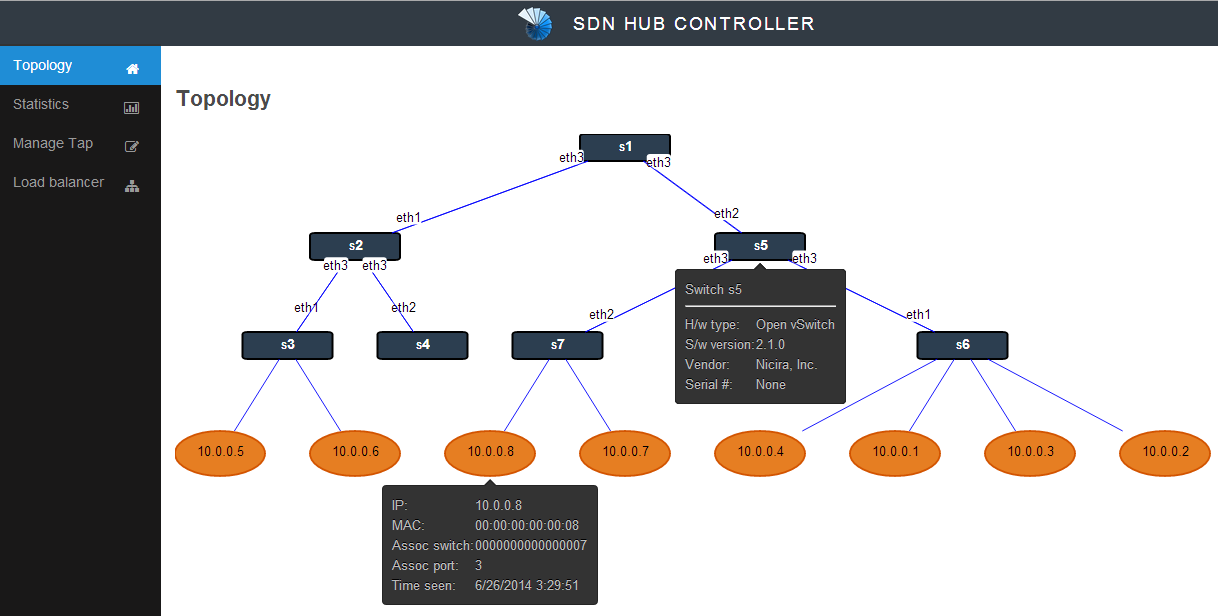 SDN HUB CONTROLLER
Topology
Statistics
Manage Tap
Load balancer
Topology
s1
eth3
eth3
eth1
eth2
s2
s5
eth3
eth3
eth3
eth3
Switch s5
H/w type: Open vSwitch
S/w version: 2.1.0
Vendor: Nicira, Inc.
Serial #: None
eth1
eth2
eth2
eth1
s3
s4
s7
s6
10.0.0.5
10.0.0.6
10.0.0.8
10.0.0.7
10.0.0.4
10.0.0.1
10.0.0.3
10.0.0.2
IP: 10.0.0.8
MAC: 00:00:00:00:00:08
Assoc switch: 0000000000000007
Assoc port: 3
Time seen: 6/26/2014 3:29:51